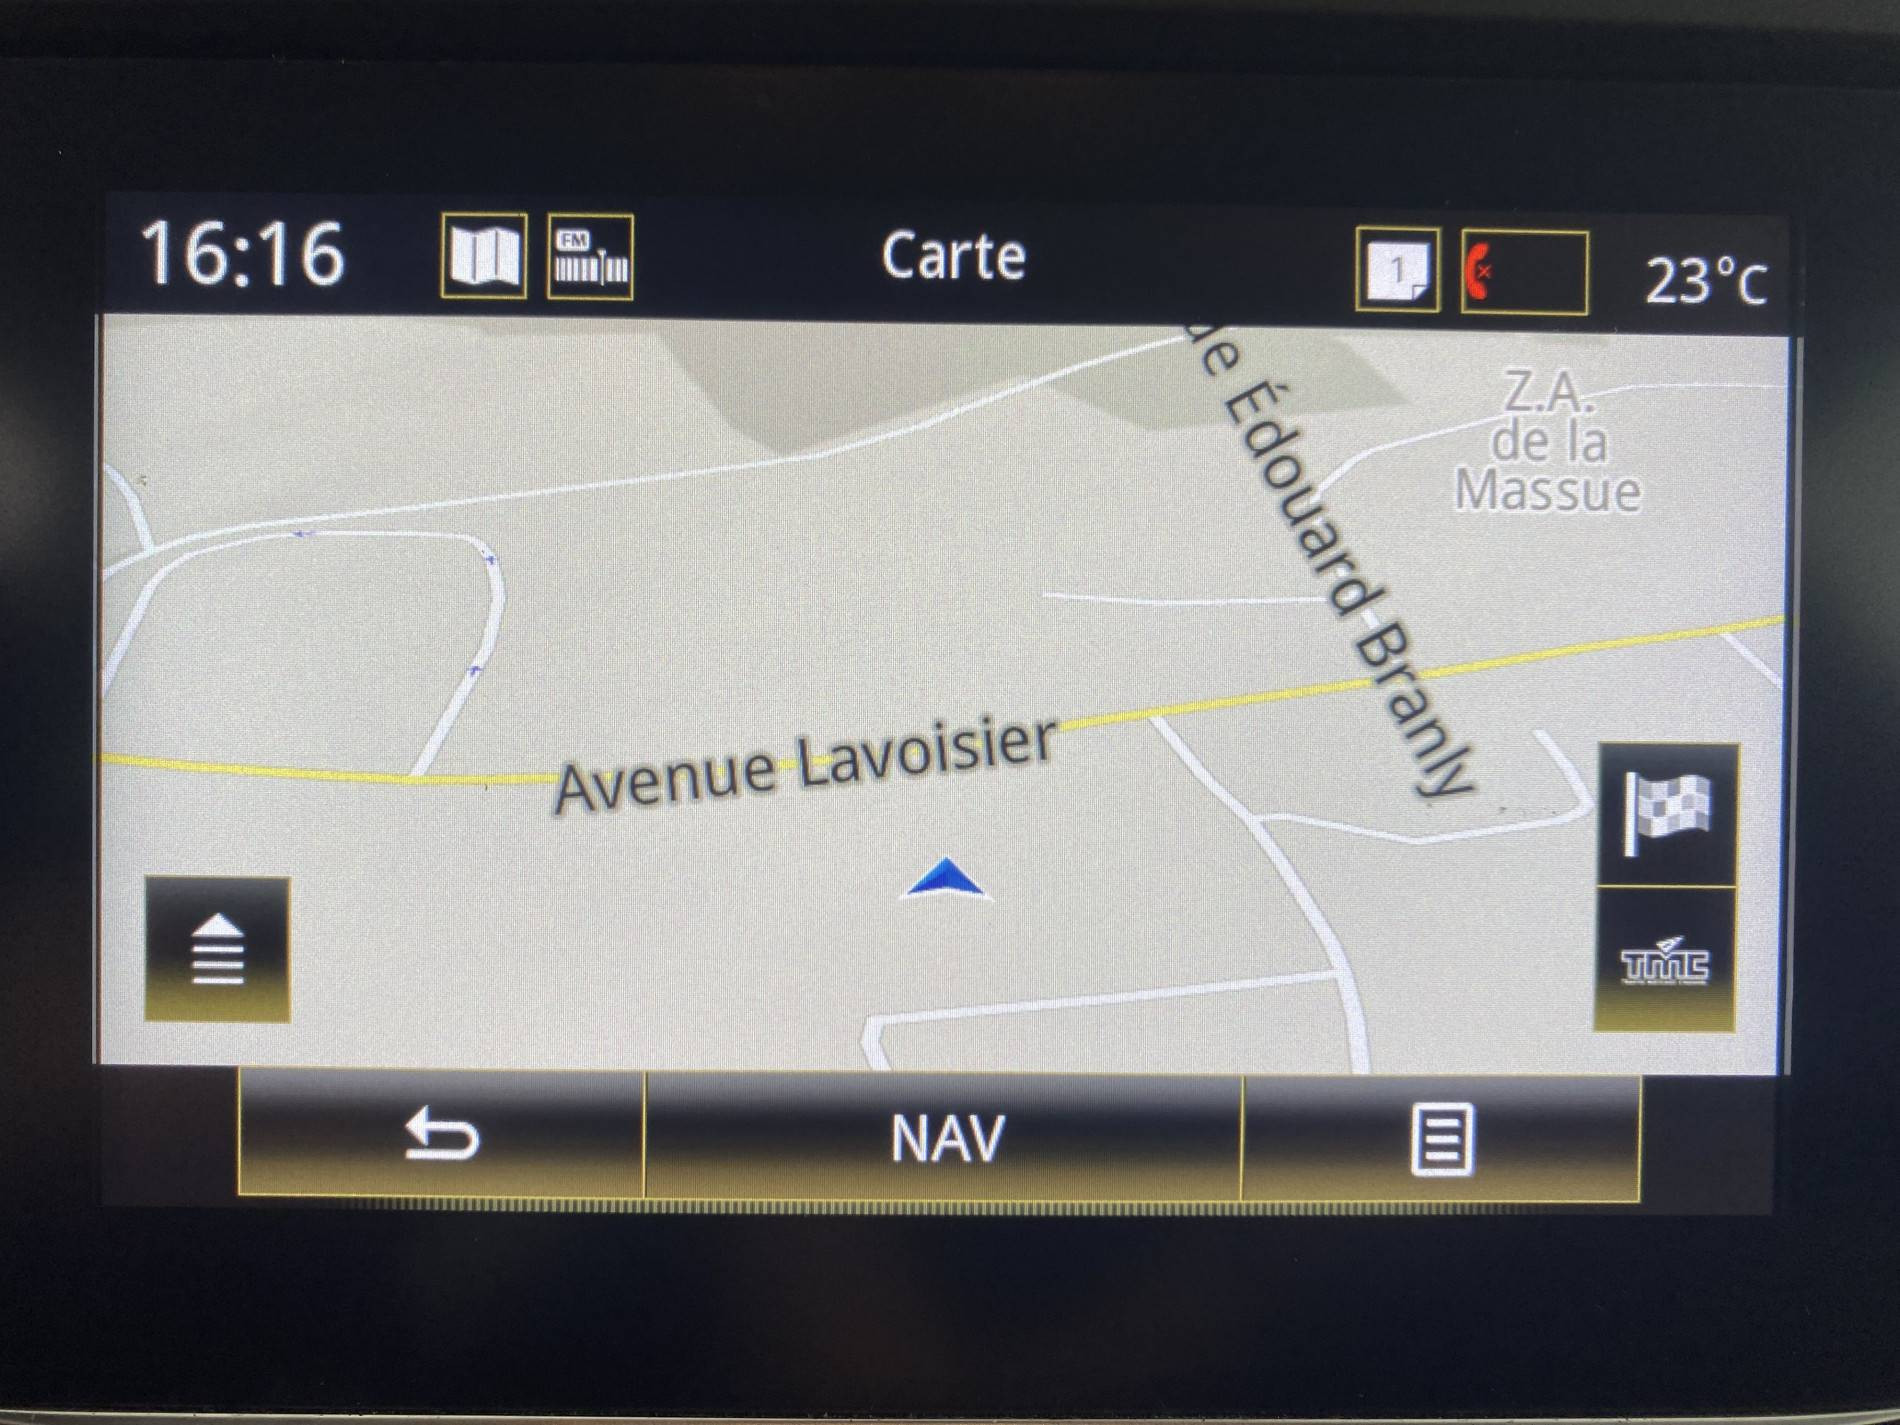 16:16
FM
Carte
1
23°C
de Édouard Branly
Z.A.
de la
Massue
Avenue Lavoisier
TMC
NAV